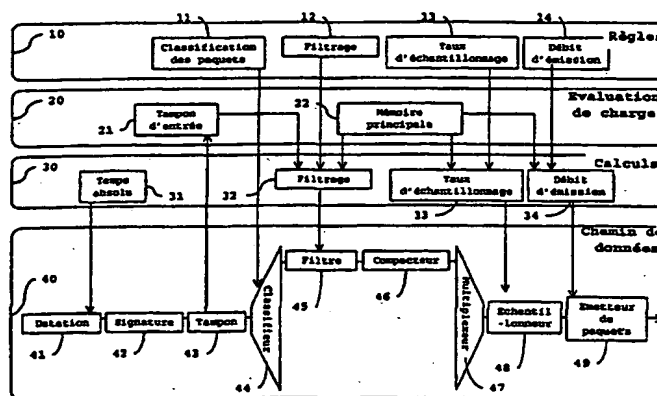 11 12 13 14
10 Règles
Classification des paquets
Filtrage
Taux d'échantillonnage
Débit d'émission
20 Evaluation de charge
21
Tampon d'entrée
22
Mémoire principale
30 Calculs
Temps absolu
31
32
Filtrage
Taux d'échantillonnage
33
Débit d'émission
34
Chemin de données
40
Filtre
45
Compacteur
46
Datation
41
Signature
42
Tampon
43
Classifieur
44
Multiplexeur
47
Echantil-lonneur
48
Emetteur de paquets
49